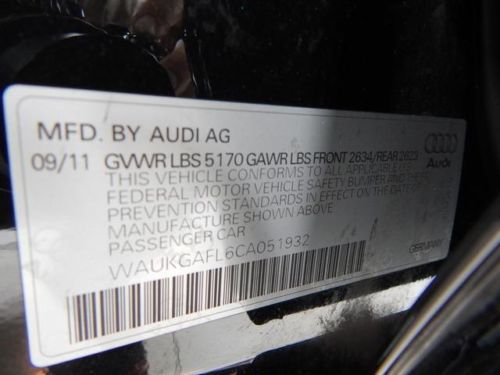 MFD. BY AUDI AG
09/11 GVWR LBS 5170 GAWR LBS FRONT 2634/REAR 2623
Audi
THIS VEHICLE CONFORMS TO ALL APPLICABLE
FEDERAL MOTOR VEHICLE SAFETY BUMPER AND THEFT
PREVENTION STANDARDS IN EFFECT ON THE DATE OF
MANUFACTURE SHOWN ABOVE
PASSENGER CAR
WAUKGAFL6CA051932
GERMANY